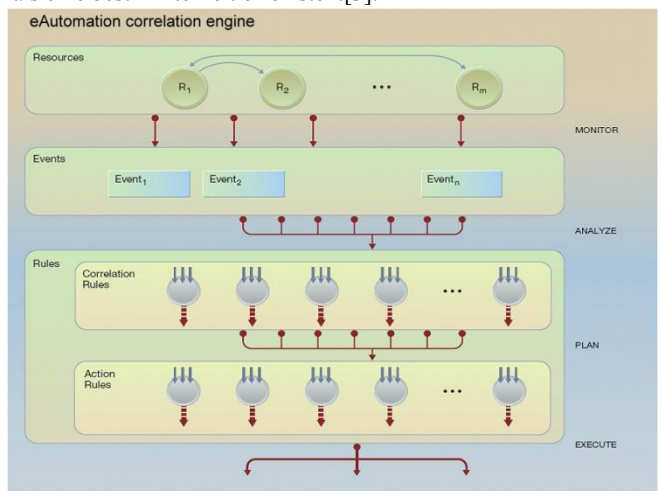 eAutomation correlation engine
Resources
R1 R2 ... Rm
MONITOR
Events
Event1 Event2 Eventn
ANALYZE
Rules
Correlation
Rules
...
PLAN
Action
Rules
...
EXECUTE